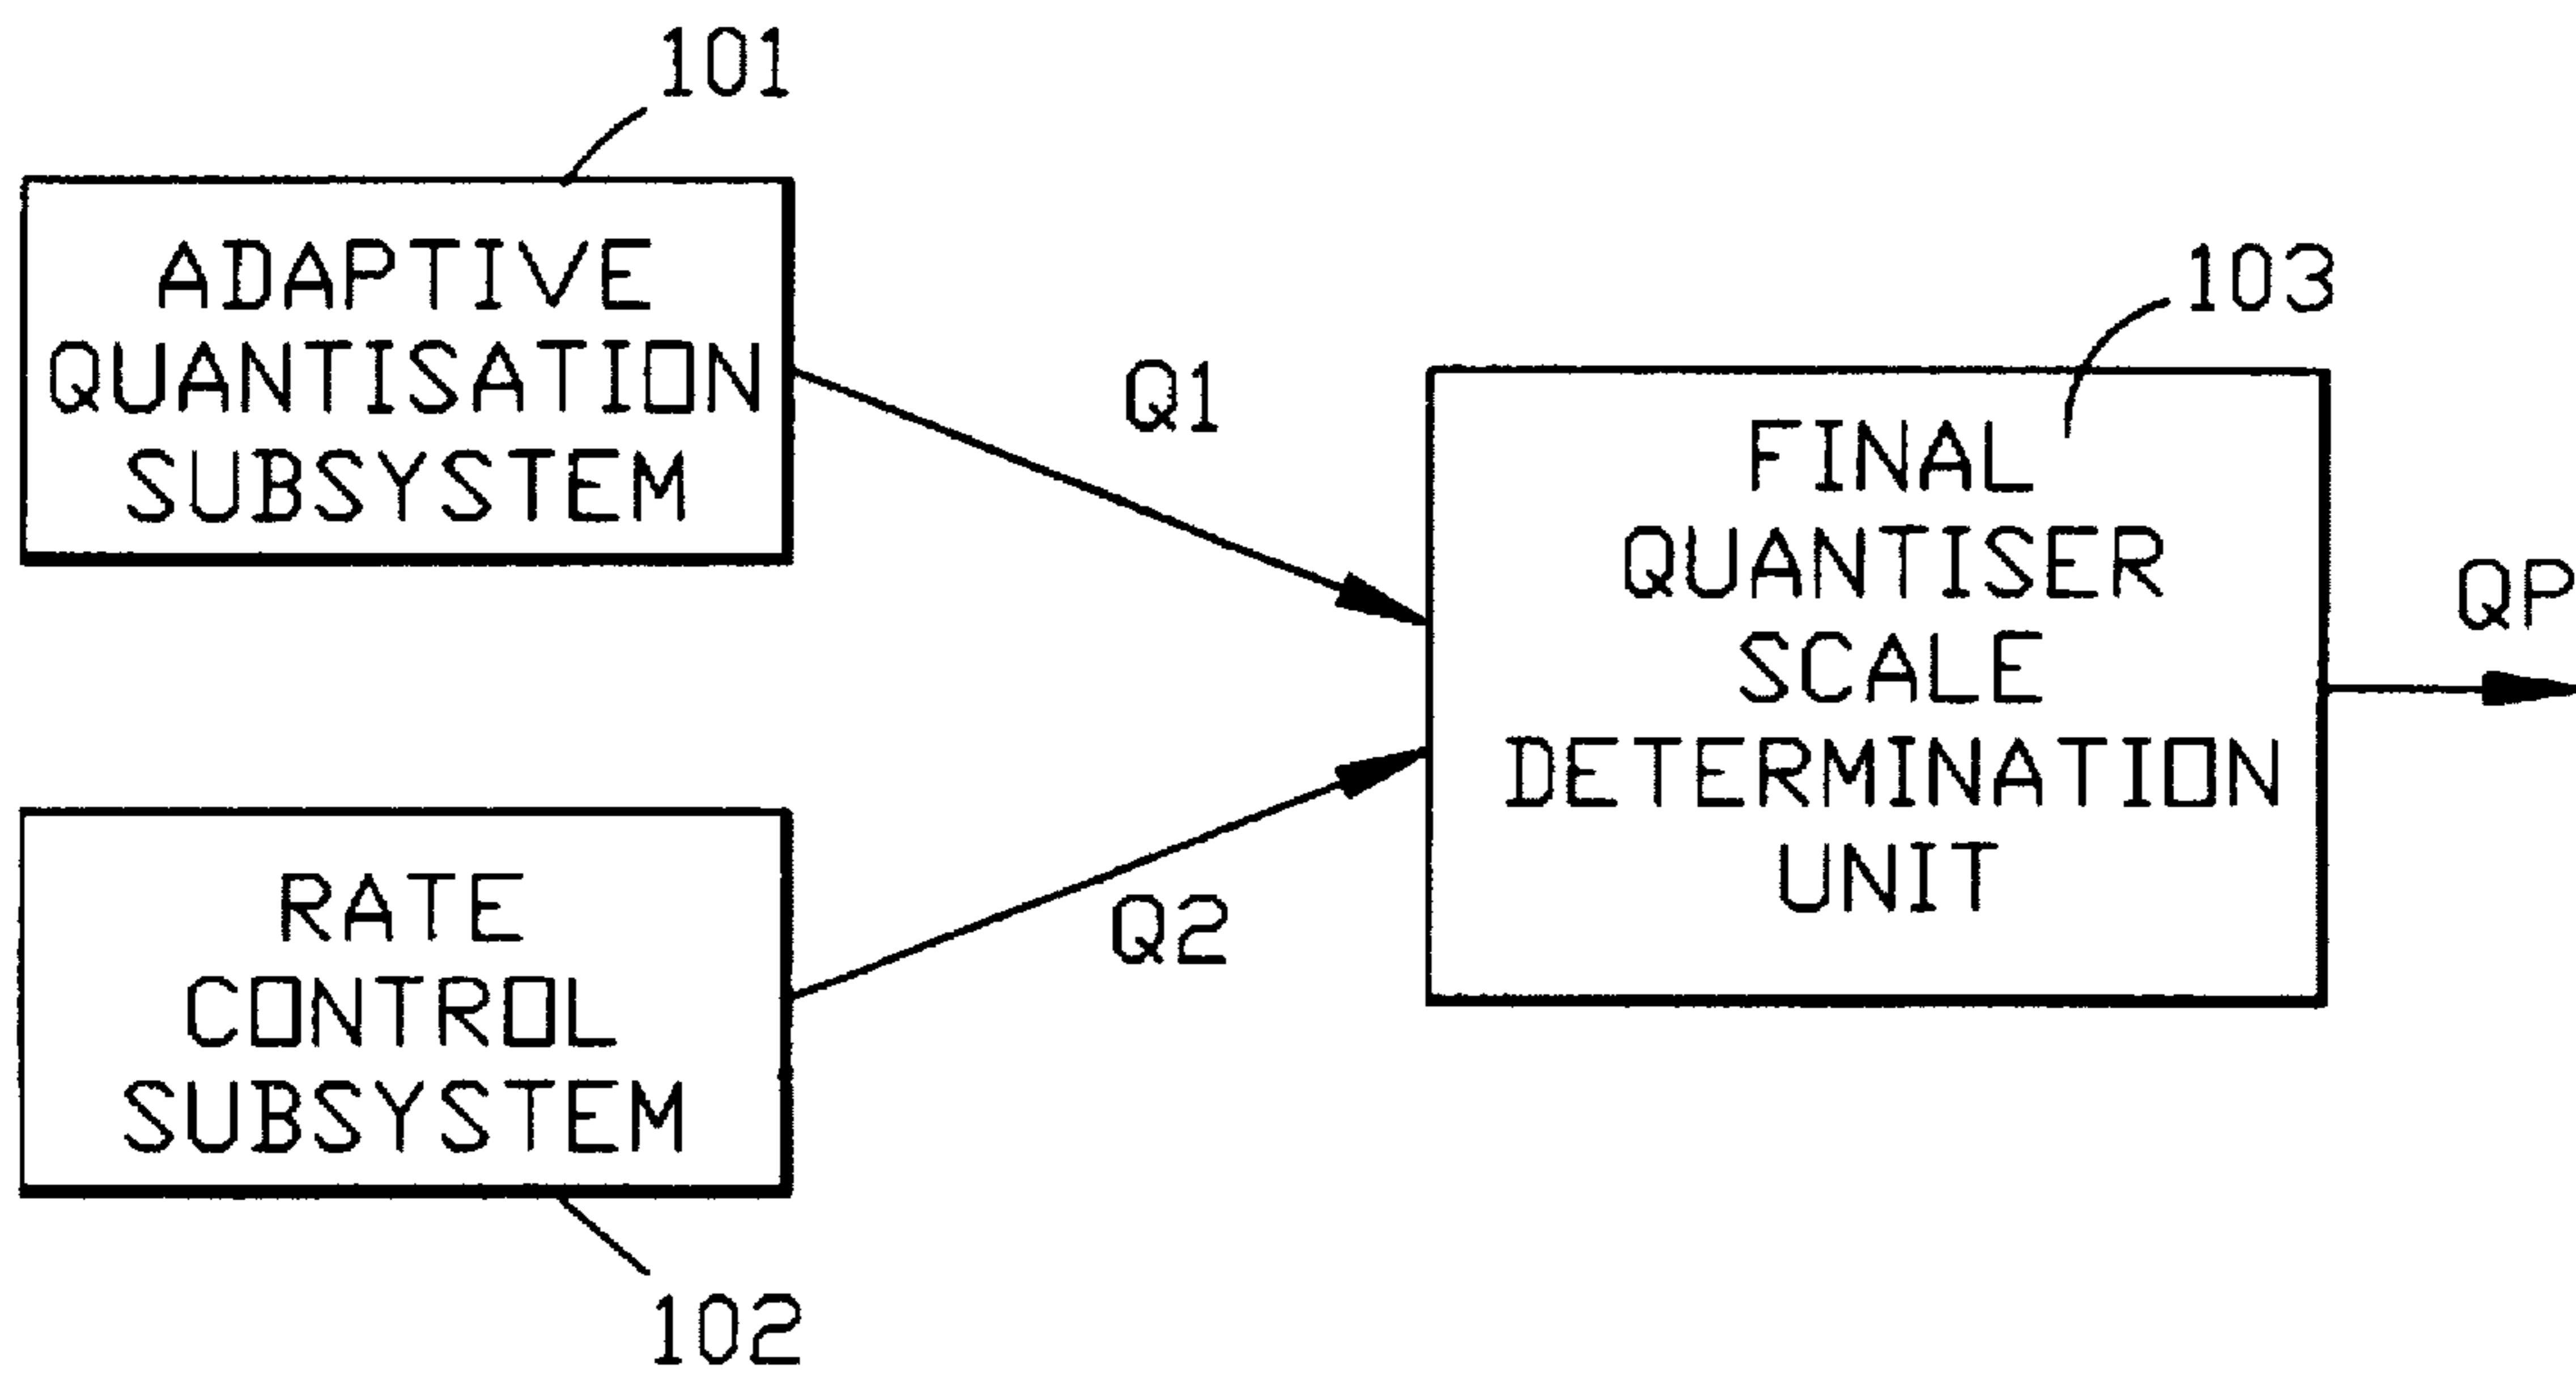 101
ADAPTIVE
QUANTISATION
SUBSYSTEM
Q1
103
FINAL
QUANTISER
SCALE
DETERMINATION
UNIT
QP
RATE
CONTROL
SUBSYSTEM
Q2
102